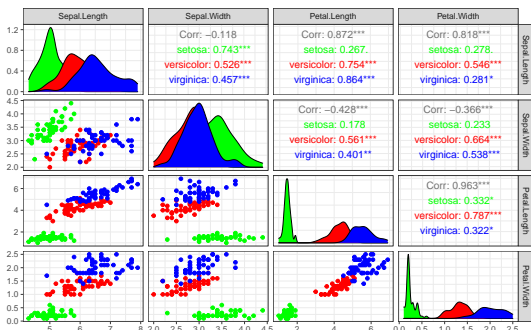 Sepal.Length
Sepal.Width
Petal.Length
Petal.Width
1.2
0.8
0.4
0.0
Corr: −0.118
setosa: 0.743***
versicolor: 0.526***
virginica: 0.457***
Corr: 0.872***
setosa: 0.267.
versicolor: 0.754***
virginica: 0.864***
Corr: 0.818***
setosa: 0.278.
versicolor: 0.546***
virginica: 0.281*
Sepal.Length
4.5
4.0
3.5
3.0
2.5
2.0
Corr: −0.428***
setosa: 0.178
versicolor: 0.561***
virginica: 0.401**
Corr: −0.366***
setosa: 0.233
versicolor: 0.664***
virginica: 0.538***
Sepal.Width
6
4
2
Corr: 0.963***
setosa: 0.332*
versicolor: 0.787***
virginica: 0.322*
Petal.Length
2.5
2.0
1.5
1.0
0.5
0.0
Petal.Width
5 6 7 8
2.0 2.5 3.0 3.5 4.0 4.5
2 4 6
0.0 0.5 1.0 1.5 2.0 2.5